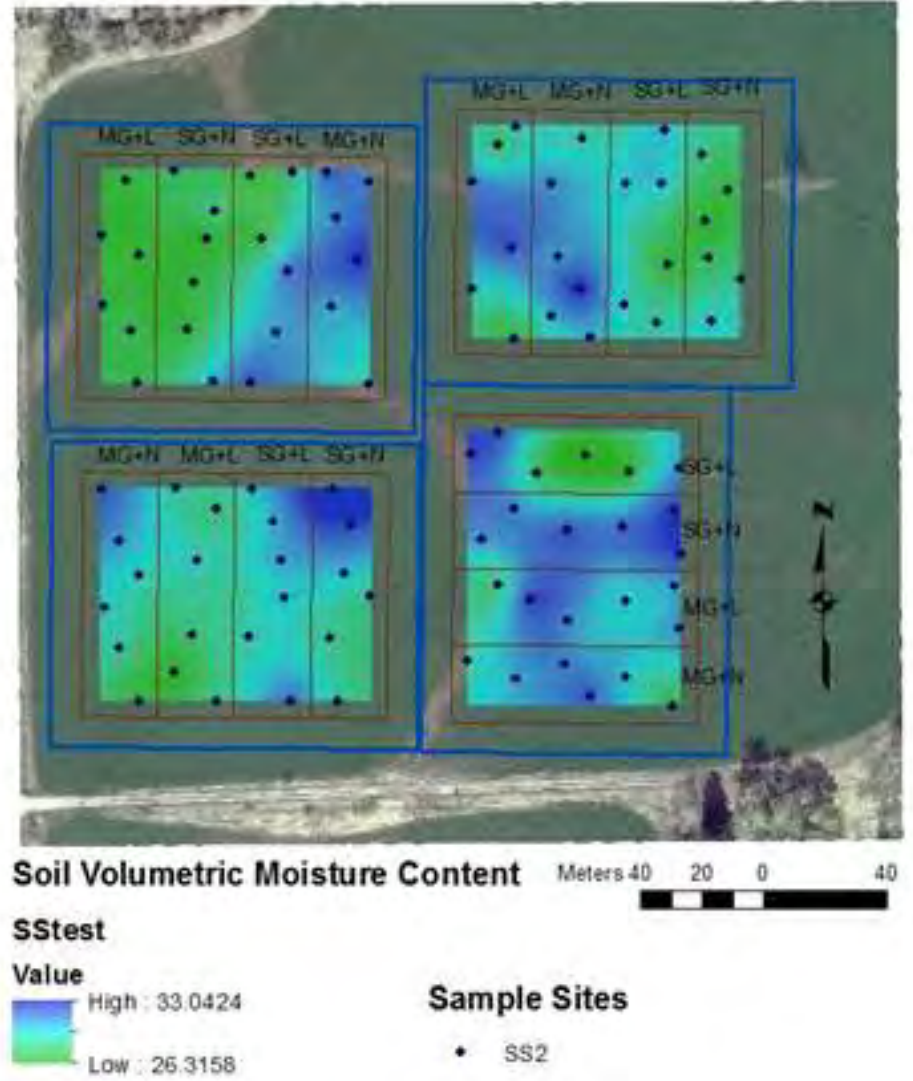 MG+L MG+N SG+L SG+N
MG+L SG+N SG+L MG+N
MG+N MG+L SG+L SG+N
SG+L
SG+N
MG+L
MG+N
N
Soil Volumetric Moisture Content
Meters 40 20 0 40
SStest
Value
High : 33.0424
Low : 26.3158
Sample Sites
SS2